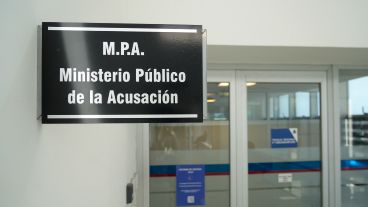 M.P.A.
Ministerio Público
de la Acusación